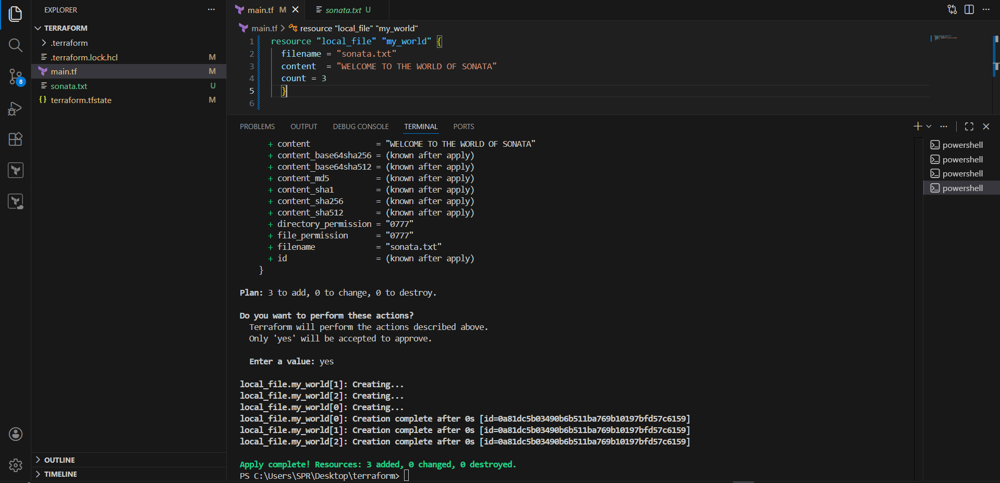 EXPLORER
TERRAFORM
.terraform
.terraform.lock.hcl M
main.tf M
sonata.txt U
terraform.tfstate M
8
OUTLINE
TIMELINE
main.tf M
sonata.txt U
main.tf > resource "local_file" "my_world"
1 resource "local_file" "my_world" {
2 filename = "sonata.txt"
3 content = "WELCOME TO THE WORLD OF SONATA"
4 count = 3
5 }
6
PROBLEMS OUTPUT DEBUG CONSOLE TERMINAL PORTS
+ content = "WELCOME TO THE WORLD OF SONATA"
+ content_base64sha256 = (known after apply)
+ content_base64sha512 = (known after apply)
+ content_md5 = (known after apply)
+ content_sha1 = (known after apply)
+ content_sha256 = (known after apply)
+ content_sha512 = (known after apply)
+ directory_permission = "0777"
+ file_permission = "0777"
+ filename = "sonata.txt"
+ id = (known after apply)
}
Plan: 3 to add, 0 to change, 0 to destroy.
Do you want to perform these actions?
Terraform will perform the actions described above.
Only 'yes' will be accepted to approve.
Enter a value: yes
local_file.my_world[1]: Creating...
local_file.my_world[2]: Creating...
local_file.my_world[0]: Creating...
local_file.my_world[0]: Creation complete after 0s [id=0a81dc5b03490b6b511ba769b10197bfd57c6159]
local_file.my_world[1]: Creation complete after 0s [id=0a81dc5b03490b6b511ba769b10197bfd57c6159]
local_file.my_world[2]: Creation complete after 0s [id=0a81dc5b03490b6b511ba769b10197bfd57c6159]
Apply complete! Resources: 3 added, 0 changed, 0 destroyed.
PS C:\Users\SPR\Desktop\terraform>
powershell
powershell
powershell
powershell